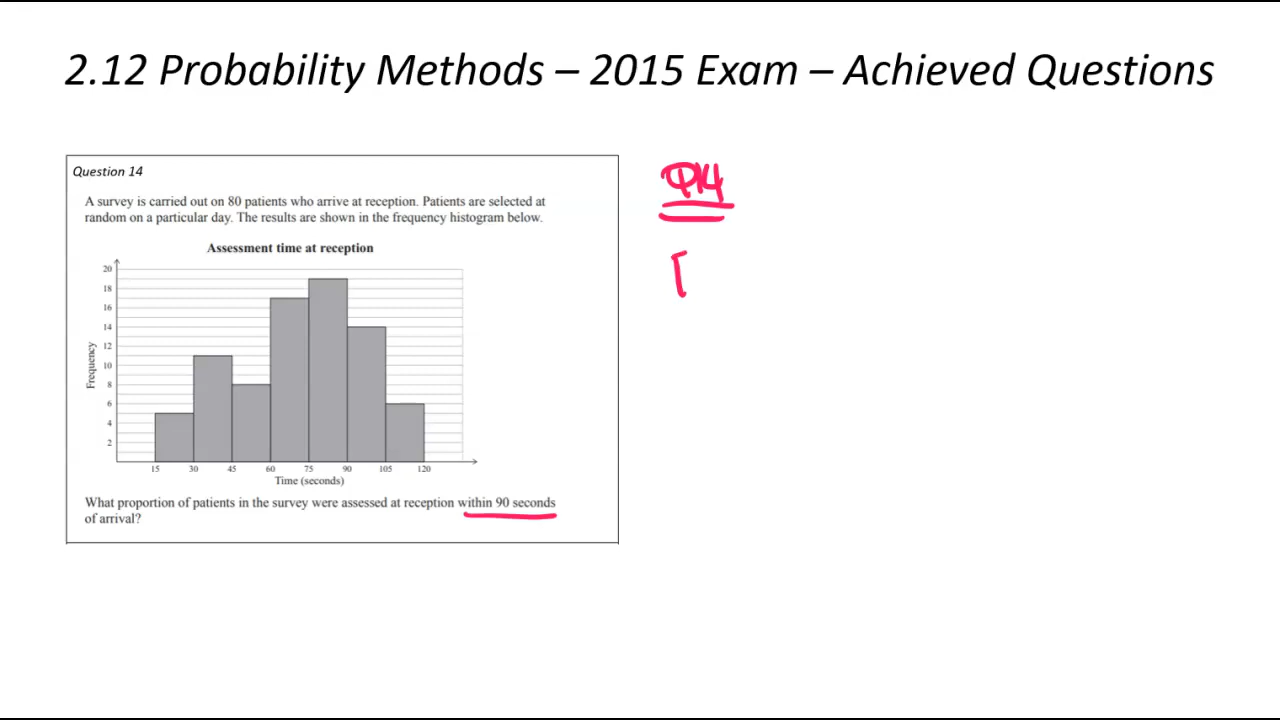 2.12 Probability Methods – 2015 Exam – Achieved Questions
Question 14
A survey is carried out on 80 patients who arrive at reception. Patients are selected at
random on a particular day. The results are shown in the frequency histogram below.
Assessment time at reception
20
18
16
14
12
10
8
6
4
2
Frequency
15 30 45 60 75 90 105 120
Time (seconds)
What proportion of patients in the survey were assessed at reception within 90 seconds
of arrival?
Q14
[